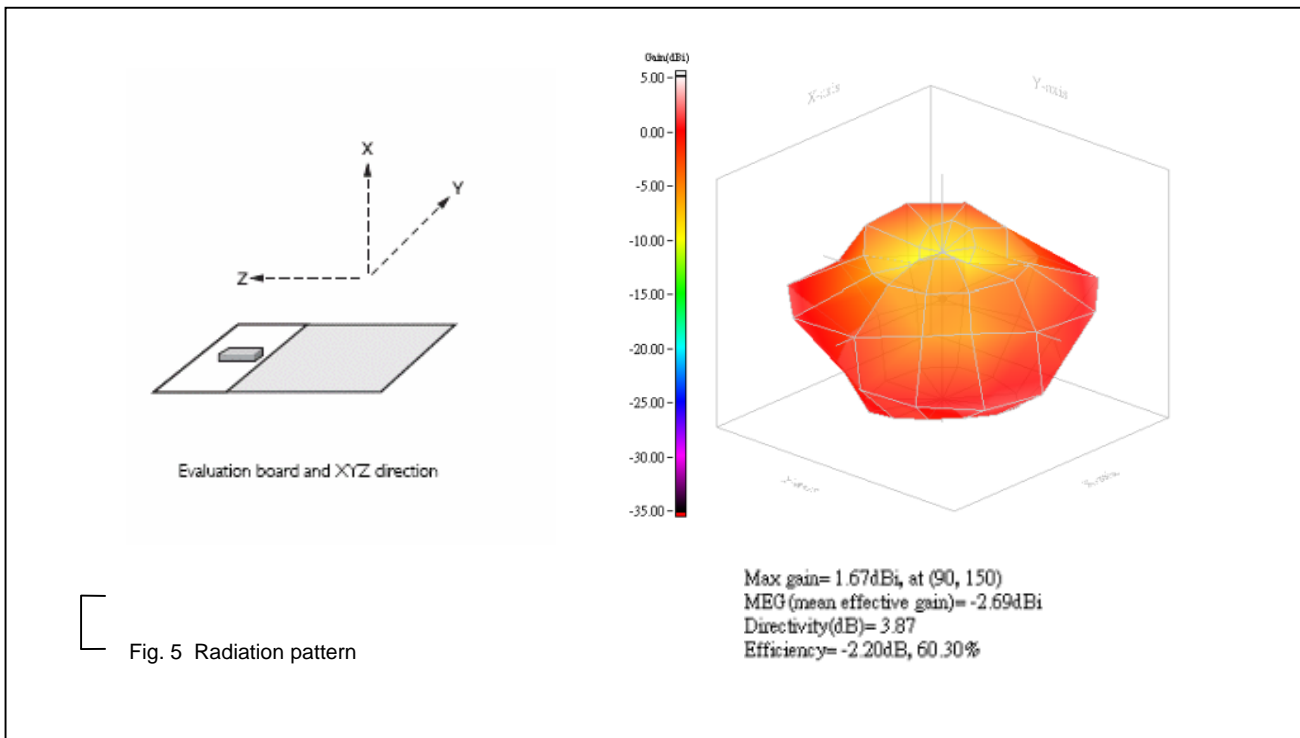 X
Y
Z
Evaluation board and XYZ direction
Gain(dBi)
5.00
0.00
-5.00
-10.00
-15.00
-20.00
-25.00
-30.00
-35.00
X-axis
Y-axis
Max gain= 1.67dBi, at (90, 150)
MEG(mean effective gain)= -2.69dBi
Directivity(dB)= 3.87
Efficiency= -2.20dB, 60.30%
Fig. 5 Radiation pattern